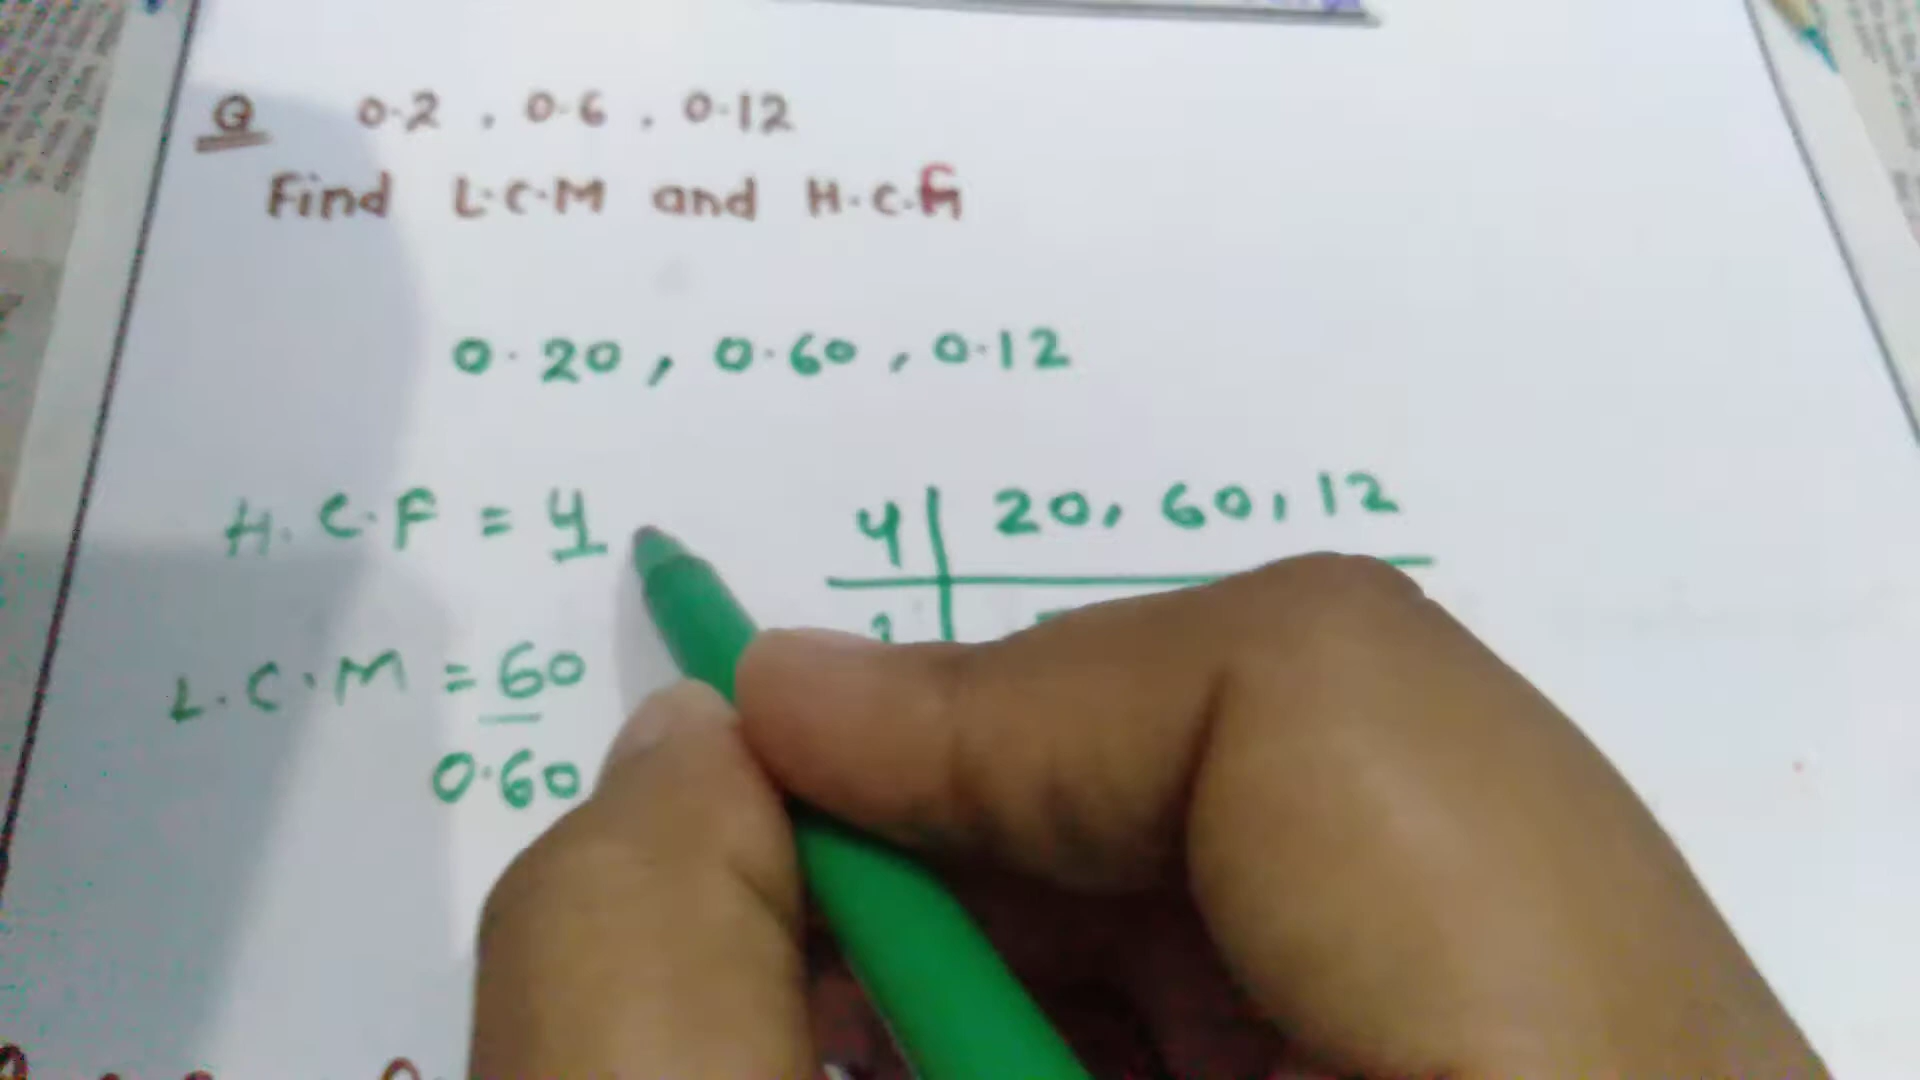 Q 0.2 , 0.6 , 0.12
Find L.C.M and H.C.F
0.20 , 0.60 , 0.12
H.C.F = 4
4 20, 60, 12
L.C.M = 60
0.60